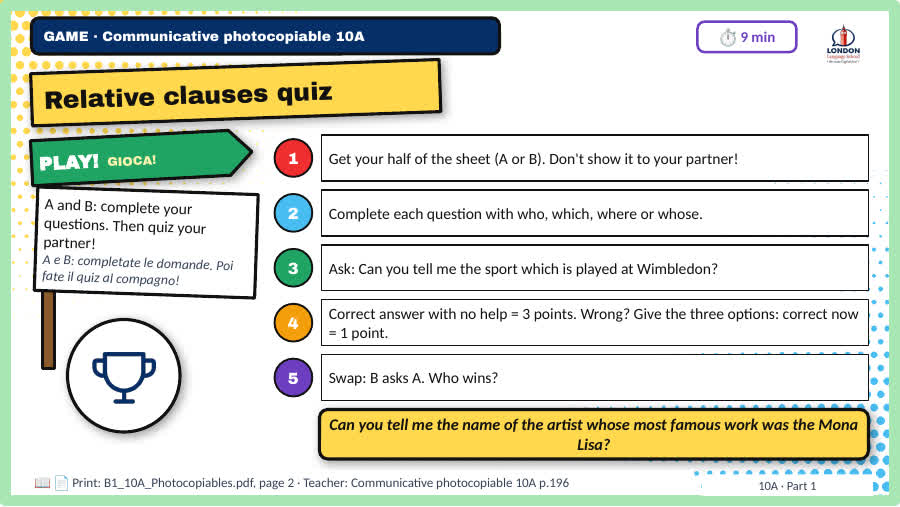 GAME · Communicative photocopiable 10A
⏱️ 9 min
LONDON
Language School
Relative clauses quiz
PLAY! GIOCA!
A and B: complete your
questions. Then quiz your
partner!
A e B: completate le domande. Poi
fate il quiz al compagno!
1 Get your half of the sheet (A or B). Don't show it to your partner!
2 Complete each question with who, which, where or whose.
3 Ask: Can you tell me the sport which is played at Wimbledon?
4 Correct answer with no help = 3 points. Wrong? Give the three options: correct now
= 1 point.
5 Swap: B asks A. Who wins?
Can you tell me the name of the artist whose most famous work was the Mona
Lisa?
📖 📄 Print: B1_10A_Photocopiables.pdf, page 2 · Teacher: Communicative photocopiable 10A p.196
10A · Part 1